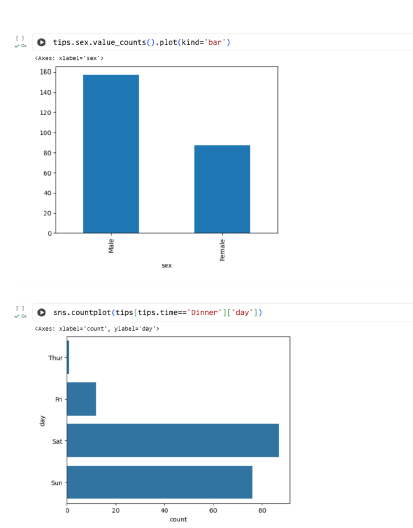 [ ]
✓ 0s
tips.sex.value_counts().plot(kind='bar')
<Axes: xlabel='sex'>
160
140
120
100
80
60
40
20
0
Male
Female
sex
[ ]
✓ 0s
sns.countplot(tips[tips.time=='Dinner']['day'])
<Axes: xlabel='count', ylabel='day'>
Thur
Fri
Sat
Sun
day
0 20 40 60 80
count